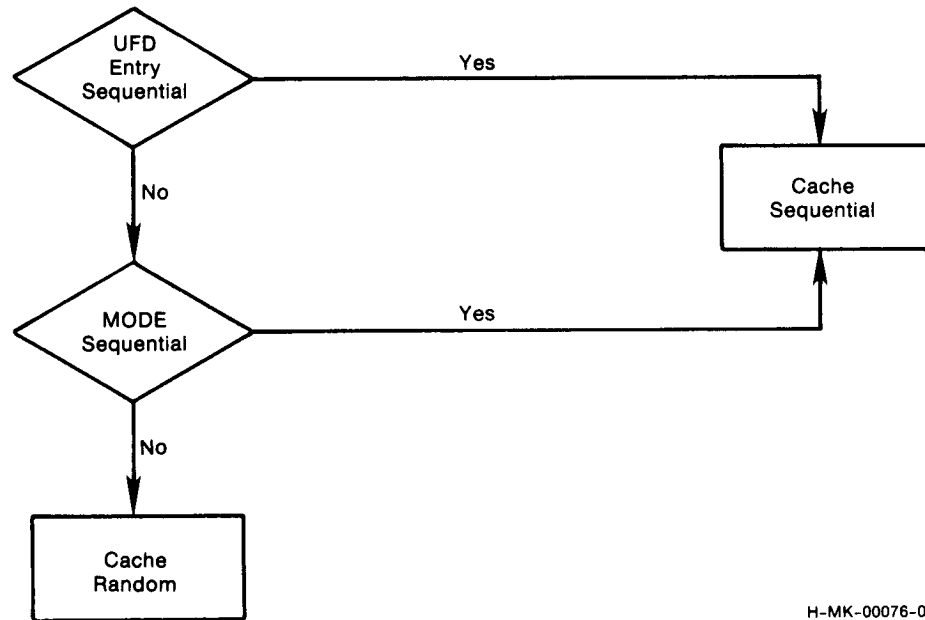 UFD
Entry
Sequential
Yes
No
Cache
Sequential
MODE
Sequential
Yes
No
Cache
Random
H-MK-00076-0